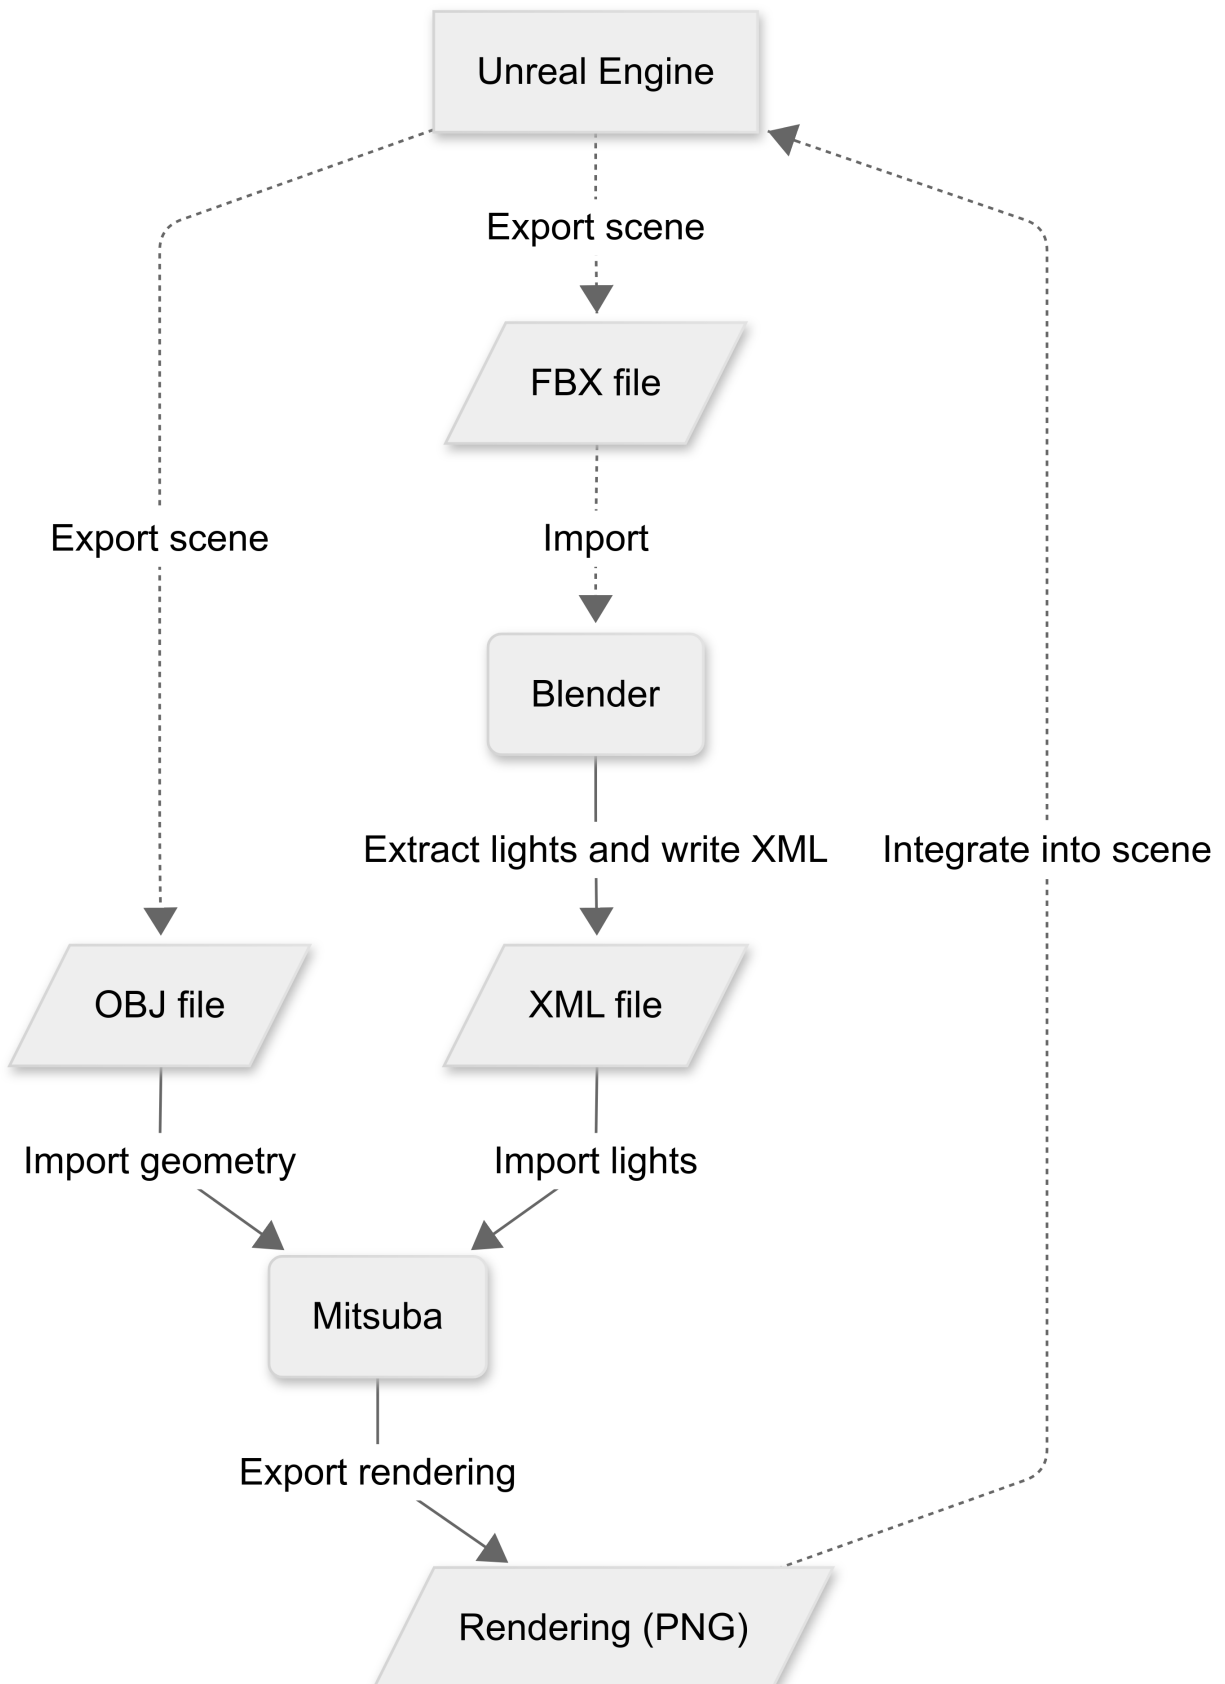 Unreal Engine
Export scene
FBX file
Export scene
Import
Blender
Extract lights and write XML
Integrate into scene
OBJ file
XML file
Import geometry
Import lights
Mitsuba
Export rendering
Rendering (PNG)